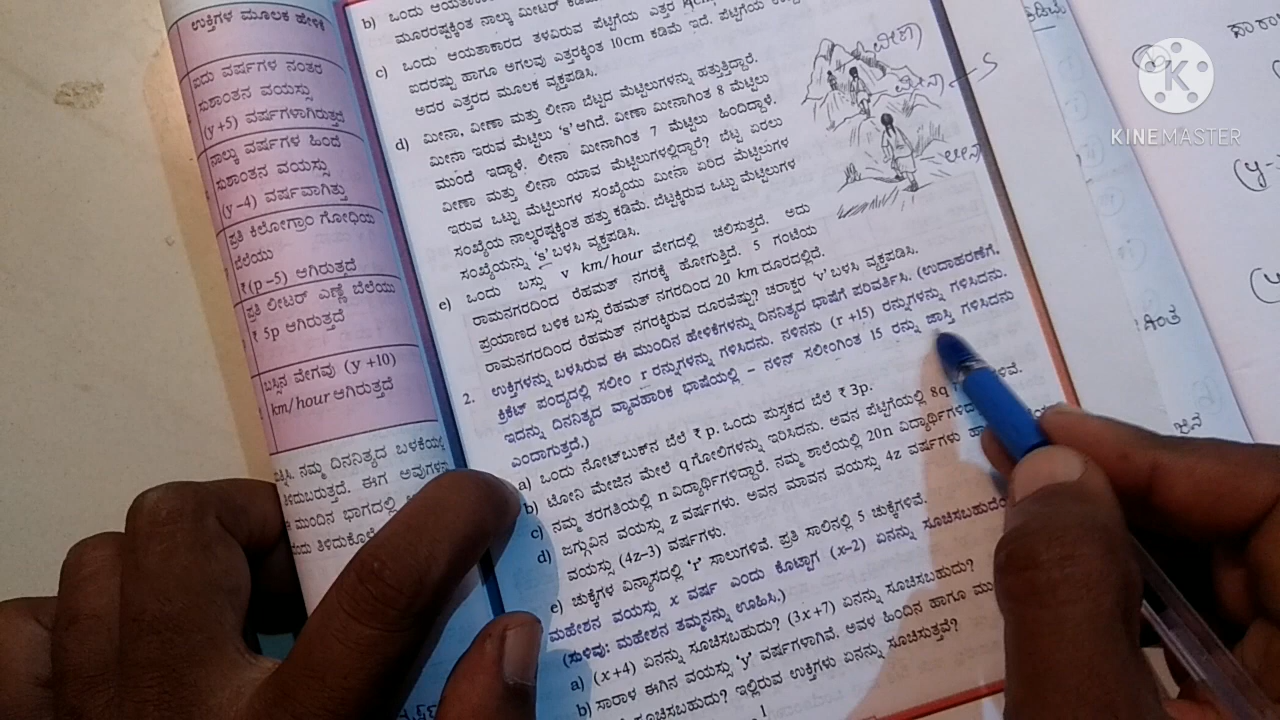 ಉಕ್ತಿಗಳ ಮೂಲಕ ಹೇಳಿಕೆ
ಐದು ವರ್ಷಗಳ ನಂತರ
ಸುಶಾಂತನ ವಯಸ್ಸು
(y +5) ವರ್ಷಗಳಾಗಿರುತ್ತದೆ
ನಾಲ್ಕು ವರ್ಷಗಳ ಹಿಂದೆ
ಸುಶಾಂತನ ವಯಸ್ಸು
(y –4) ವರ್ಷವಾಗಿತ್ತು
ಪ್ರತಿ ಕಿಲೋಗ್ರಾಂ ಗೋಧಿಯ
ಬೆಲೆಯು
₹ (p –5) ಆಗಿರುತ್ತದೆ
ಪ್ರತಿ ಲೀಟರ್ ಎಣ್ಣೆ ಬೆಲೆಯು
₹ 5p ಆಗಿರುತ್ತದೆ
ಬಸ್ಸಿನ ವೇಗವು (y +10)
km/hour ಆಗಿರುತ್ತದೆ
ನಮ್ಮ ದಿನನಿತ್ಯದ
ಈಗ
ಮುಂದಿನ ಭಾಗದಲ್ಲಿ
b) ಒಂದು
ಮೂರರಷ್ಟಕ್ಕಿಂತ ನಾಲ್ಕು ಮೀಟರ್
c) ಒಂದು ಆಯತಾಕಾರದ ತಳವಿರುವ ಪೆಟ್ಟಿಗೆಯ ಎತ್ತರ
ಐದರಷ್ಟು ಹಾಗೂ ಅಗಲವು ಎತ್ತರಕ್ಕಿಂತ 10cm ಕಡಿಮೆ ಇದೆ. ಪೆಟ್ಟಿಗೆಯ
ಅದರ ಎತ್ತರದ ಮೂಲಕ ವ್ಯಕ್ತಪಡಿಸಿ.
d) ಮೀನಾ, ವೀಣಾ ಮತ್ತು ಲೀನಾ ಬೆಟ್ಟದ ಮೆಟ್ಟಿಲುಗಳನ್ನು ಹತ್ತುತ್ತಿದ್ದಾರೆ.
ಮೀನಾ ಇರುವ ಮೆಟ್ಟಿಲು 's' ಆಗಿದೆ. ವೀಣಾ ಮೀನಾಗಿಂತ 8 ಮೆಟ್ಟಿಲು
ಮುಂದೆ ಇದ್ದಾಳೆ. ಲೀನಾ ಮೀನಾಗಿಂತ 7 ಮೆಟ್ಟಿಲು ಹಿಂದಿದ್ದಾಳೆ.
ವೀಣಾ ಮತ್ತು ಲೀನಾ ಯಾವ ಮೆಟ್ಟಿಲುಗಳಲ್ಲಿದ್ದಾರೆ? ಬೆಟ್ಟ ಏರಲು
ಇರುವ ಒಟ್ಟು ಮೆಟ್ಟಿಲುಗಳ ಸಂಖ್ಯೆಯು ಮೀನಾ ಏರಿದ ಮೆಟ್ಟಿಲುಗಳ
ಸಂಖ್ಯೆಯ ನಾಲ್ಕರಷ್ಟಕ್ಕಿಂತ ಹತ್ತು ಕಡಿಮೆ. ಬೆಟ್ಟಕ್ಕಿರುವ ಒಟ್ಟು ಮೆಟ್ಟಿಲುಗಳ
ಸಂಖ್ಯೆಯನ್ನು 's' ಬಳಸಿ ವ್ಯಕ್ತಪಡಿಸಿ.
e) ಒಂದು ಬಸ್ಸು v km/hour ವೇಗದಲ್ಲಿ ಚಲಿಸುತ್ತದೆ. ಅದು
ರಾಮನಗರದಿಂದ ರೆಹಮತ್ ನಗರಕ್ಕೆ ಹೋಗುತ್ತಿದೆ. 5 ಗಂಟೆಯ
ಪ್ರಯಾಣದ ಬಳಿಕ ಬಸ್ಸು ರೆಹಮತ್ ನಗರದಿಂದ 20 km ದೂರದಲ್ಲಿದೆ.
ರಾಮನಗರದಿಂದ ರೆಹಮತ್ ನಗರಕ್ಕಿರುವ ದೂರವೆಷ್ಟು? ಚರಾಕ್ಷರ 'v' ಬಳಸಿ ವ್ಯಕ್ತಪಡಿಸಿ.
2. ಉಕ್ತಿಗಳನ್ನು ಬಳಸಿರುವ ಈ ಮುಂದಿನ ಹೇಳಿಕೆಗಳನ್ನು ದಿನನಿತ್ಯದ ಭಾಷೆಗೆ ಪರಿವರ್ತಿಸಿ. (ಉದಾಹರಣೆಗೆ,
ಕ್ರಿಕೆಟ್ ಪಂದ್ಯದಲ್ಲಿ ಸಲೀಂ r ರನ್ನುಗಳನ್ನು ಗಳಿಸಿದನು. ನಳಿನನು (r +15) ರನ್ನುಗಳನ್ನು ಗಳಿಸಿದನು.
ಇದನ್ನು ದಿನನಿತ್ಯದ ವ್ಯಾವಹಾರಿಕ ಭಾಷೆಯಲ್ಲಿ – ನಳಿನ್ ಸಲೀಂಗಿಂತ 15 ರನ್ನು ಜಾಸ್ತಿ ಗಳಿಸಿದನು
ಎಂದಾಗುತ್ತದೆ.)
a) ಒಂದು ನೋಟ್‌ಬುಕ್‌ನ ಬೆಲೆ ₹ p. ಒಂದು ಪುಸ್ತಕದ ಬೆಲೆ ₹ 3p.
b) ಟೋನಿ ಮೇಜಿನ ಮೇಲೆ q ಗೋಲಿಗಳನ್ನು ಇರಿಸಿದನು. ಅವನ ಪೆಟ್ಟಿಗೆಯಲ್ಲಿ 8q
c) ನಮ್ಮ ತರಗತಿಯಲ್ಲಿ n ವಿದ್ಯಾರ್ಥಿಗಳಿದ್ದಾರೆ. ನಮ್ಮ ಶಾಲೆಯಲ್ಲಿ 20n
d) ಜಗ್ಗುವಿನ ವಯಸ್ಸು z ವರ್ಷಗಳು. ಅವನ ಮಾವನ ವಯಸ್ಸು 4z ವರ್ಷಗಳು
ವಯಸ್ಸು (4z–3) ವರ್ಷಗಳು.
e) ಚುಕ್ಕೆಗಳ ವಿನ್ಯಾಸದಲ್ಲಿ 'r' ಸಾಲುಗಳಿವೆ. ಪ್ರತಿ ಸಾಲಿನಲ್ಲಿ 5 ಚುಕ್ಕೆಗಳಿವೆ.
ಮಹೇಶನ ವಯಸ್ಸು x ವರ್ಷ ಎಂದು ಕೊಟ್ಟಾಗ (x–2) ಏನನ್ನು
(ಸುಳಿವು: ಮಹೇಶನ ತಮ್ಮನನ್ನು ಊಹಿಸಿ.)
a) (x+4) ಏನನ್ನು ಸೂಚಿಸಬಹುದು? (3x+7) ಏನನ್ನು ಸೂಚಿಸಬಹುದು?
b) ಸಾರಾಳ ಈಗಿನ ವಯಸ್ಸು 'y' ವರ್ಷಗಳಾಗಿವೆ. ಅವಳ ಹಿಂದಿನ ಹಾಗೂ
ಸೂಚಿಸಬಹುದು? ಇಲ್ಲಿರುವ ಉಕ್ತಿಗಳು ಏನನ್ನು ಸೂಚಿಸುತ್ತವೆ?
ವೀಣಾ
ಮೀನಾ – S
ಲೀನಾ
KINEMASTER